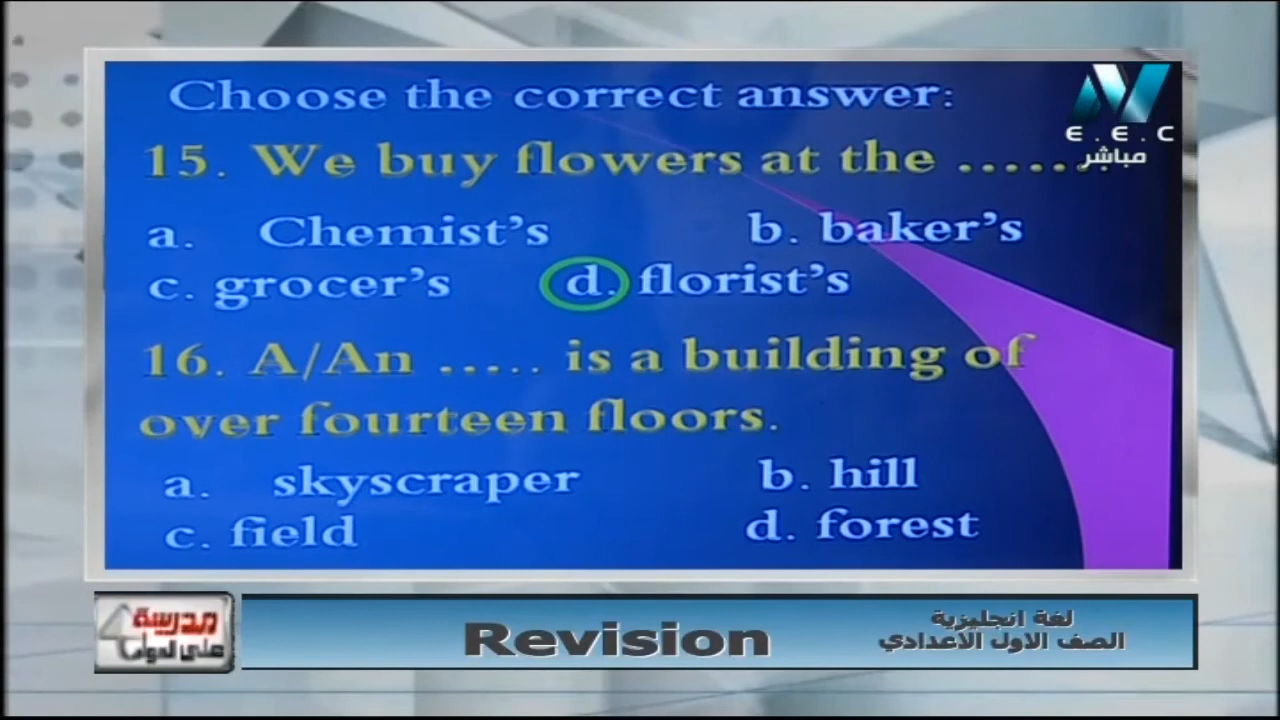 Choose the correct answer:
E.E.C
مباشر
15. We buy flowers at the ......
a. Chemist's b. baker's
c. grocer's d. florist's
16. A/An ..... is a building of
over fourteen floors.
a. skyscraper b. hill
c. field d. forest
مدرسة
على الهواء
Revision
لغة انجليزية
الصف الاول الاعدادي